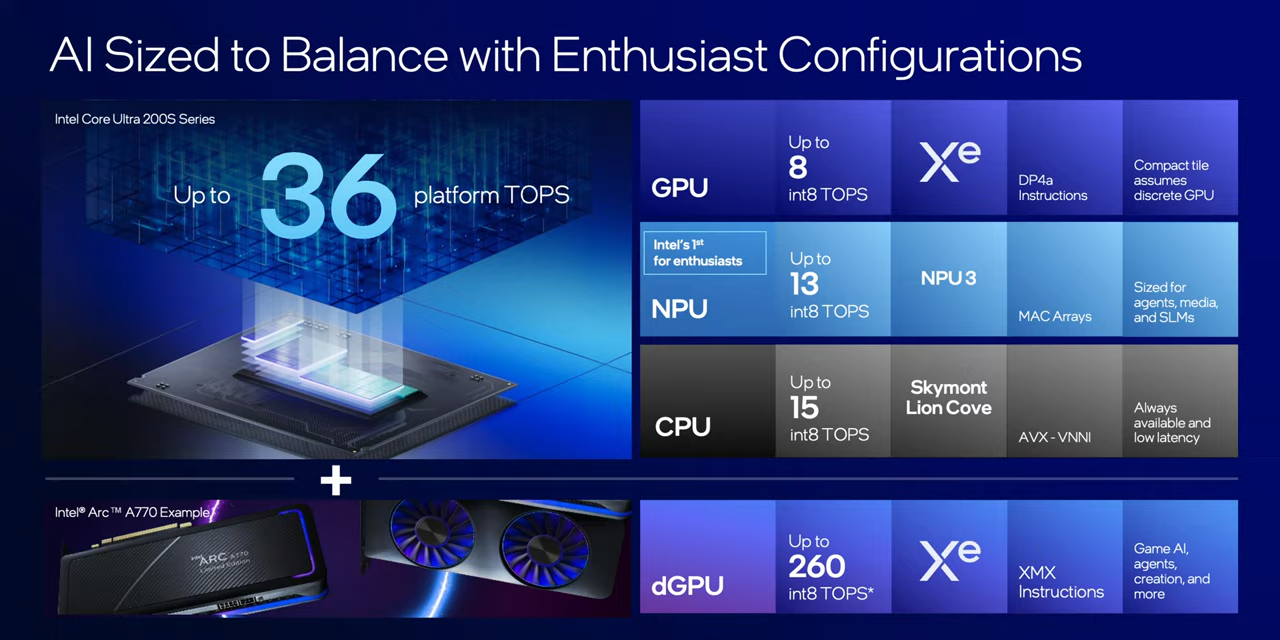 AI Sized to Balance with Enthusiast Configurations
Intel Core Ultra 200S Series
Up to 36 platform TOPS
GPU
Up to
8
int8 TOPS
Xe
DP4a
Instructions
Compact tile
assumes
discrete GPU
Intel's 1st
for enthusiasts
NPU
Up to
13
int8 TOPS
NPU 3
MAC Arrays
Sized for
agents, media,
and SLMs
CPU
Up to
15
int8 TOPS
Skymont
Lion Cove
AVX - VNNI
Always
available and
low latency
+
Intel® Arc™ A770 Example
intel ARC A770
Limited Edition
dGPU
Up to
260
int8 TOPS*
Xe
XMX
Instructions
Game AI,
agents,
creation, and
more